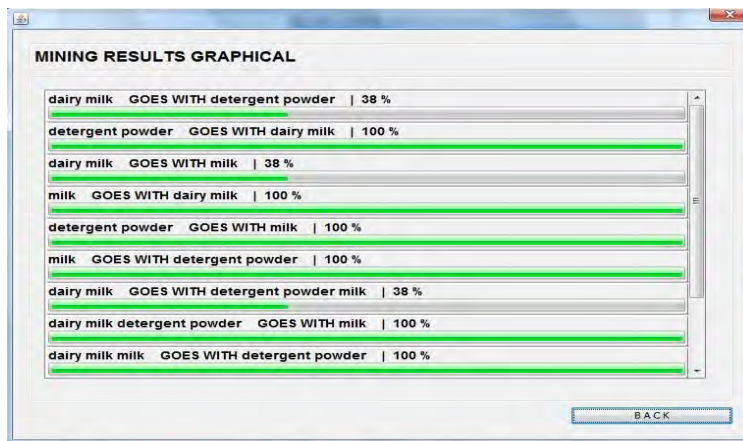 MINING RESULTS GRAPHICAL
dairy milk GOES WITH detergent powder | 38 %
detergent powder GOES WITH dairy milk | 100 %
dairy milk GOES WITH milk | 38 %
milk GOES WITH dairy milk | 100 %
detergent powder GOES WITH milk | 100 %
milk GOES WITH detergent powder | 100 %
dairy milk GOES WITH detergent powder milk | 38 %
dairy milk detergent powder GOES WITH milk | 100 %
dairy milk milk GOES WITH detergent powder | 100 %
BACK